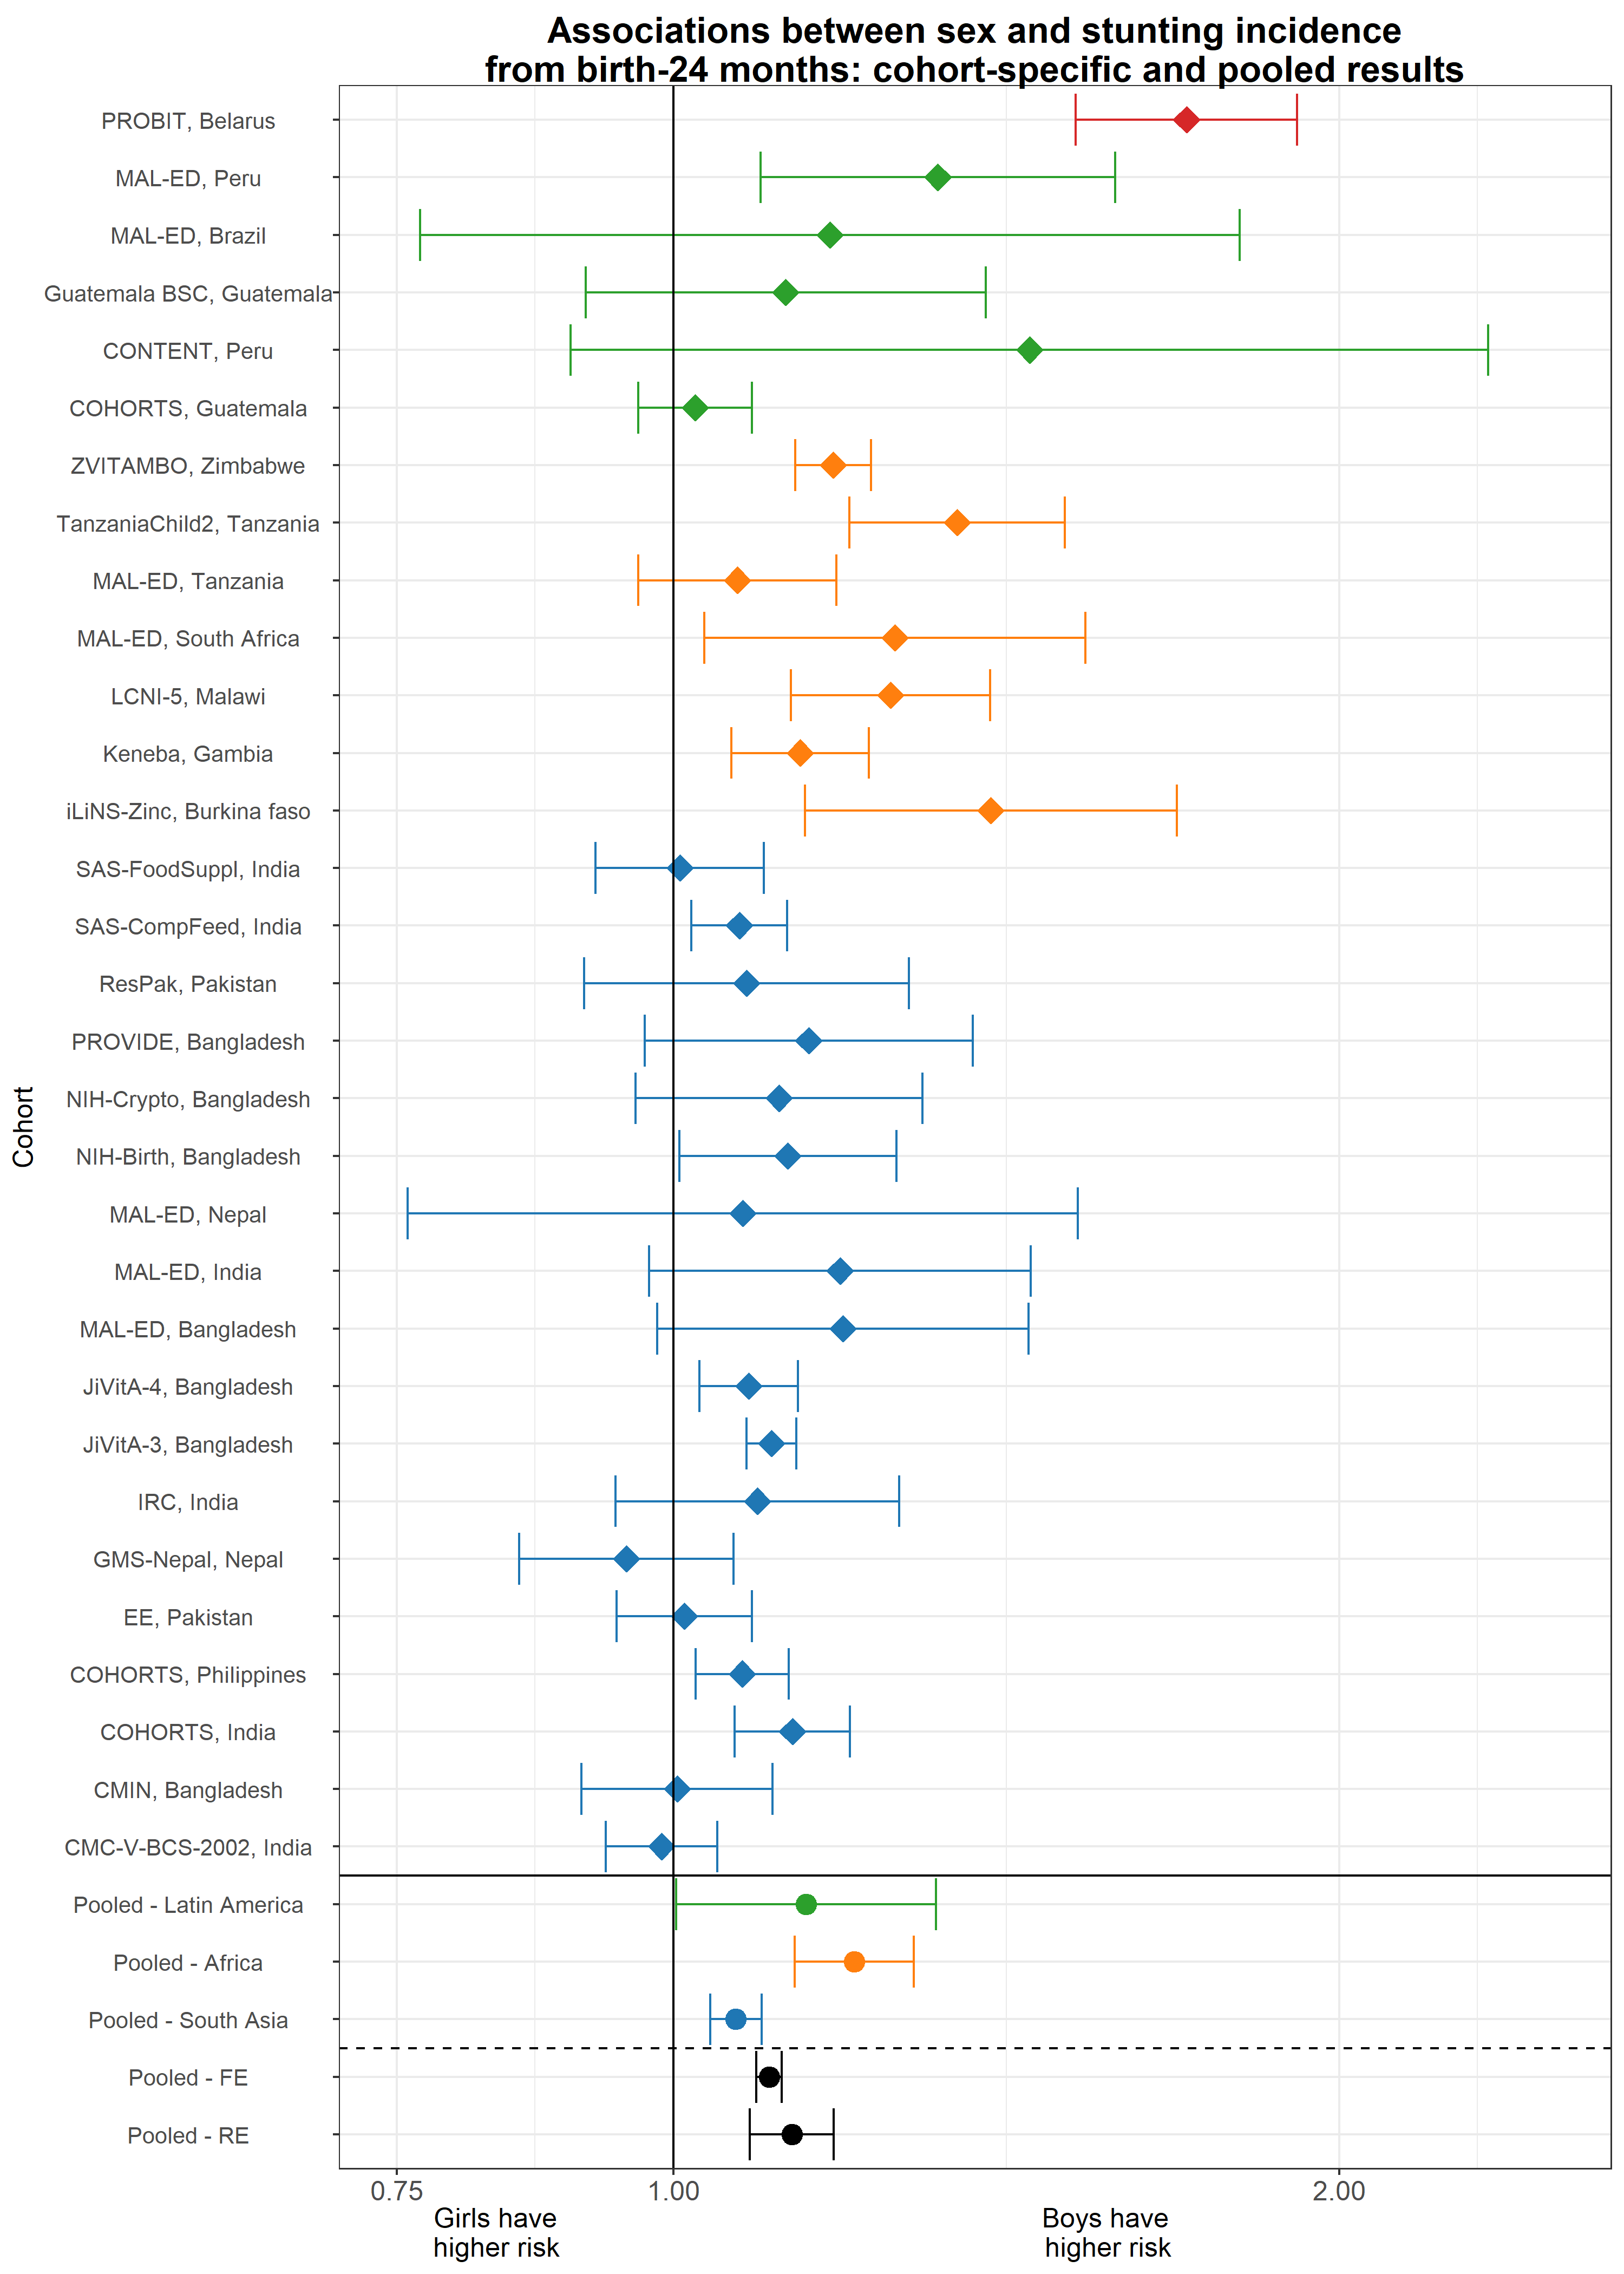 Associations between sex and stunting incidence
from birth-24 months: cohort-specific and pooled results
PROBIT, Belarus
MAL-ED, Peru
MAL-ED, Brazil
Guatemala BSC, Guatemala
CONTENT, Peru
COHORTS, Guatemala
ZVITAMBO, Zimbabwe
TanzaniaChild2, Tanzania
MAL-ED, Tanzania
MAL-ED, South Africa
LCNI-5, Malawi
Keneba, Gambia
iLiNS-Zinc, Burkina faso
SAS-FoodSuppl, India
SAS-CompFeed, India
ResPak, Pakistan
PROVIDE, Bangladesh
NIH-Crypto, Bangladesh
NIH-Birth, Bangladesh
MAL-ED, Nepal
MAL-ED, India
MAL-ED, Bangladesh
JiVitA-4, Bangladesh
JiVitA-3, Bangladesh
IRC, India
GMS-Nepal, Nepal
EE, Pakistan
COHORTS, Philippines
COHORTS, India
CMIN, Bangladesh
CMC-V-BCS-2002, India
Pooled - Latin America
Pooled - Africa
Pooled - South Asia
Pooled - FE
Pooled - RE
Cohort
0.75 1.00 2.00
Girls have
higher risk
Boys have
higher risk